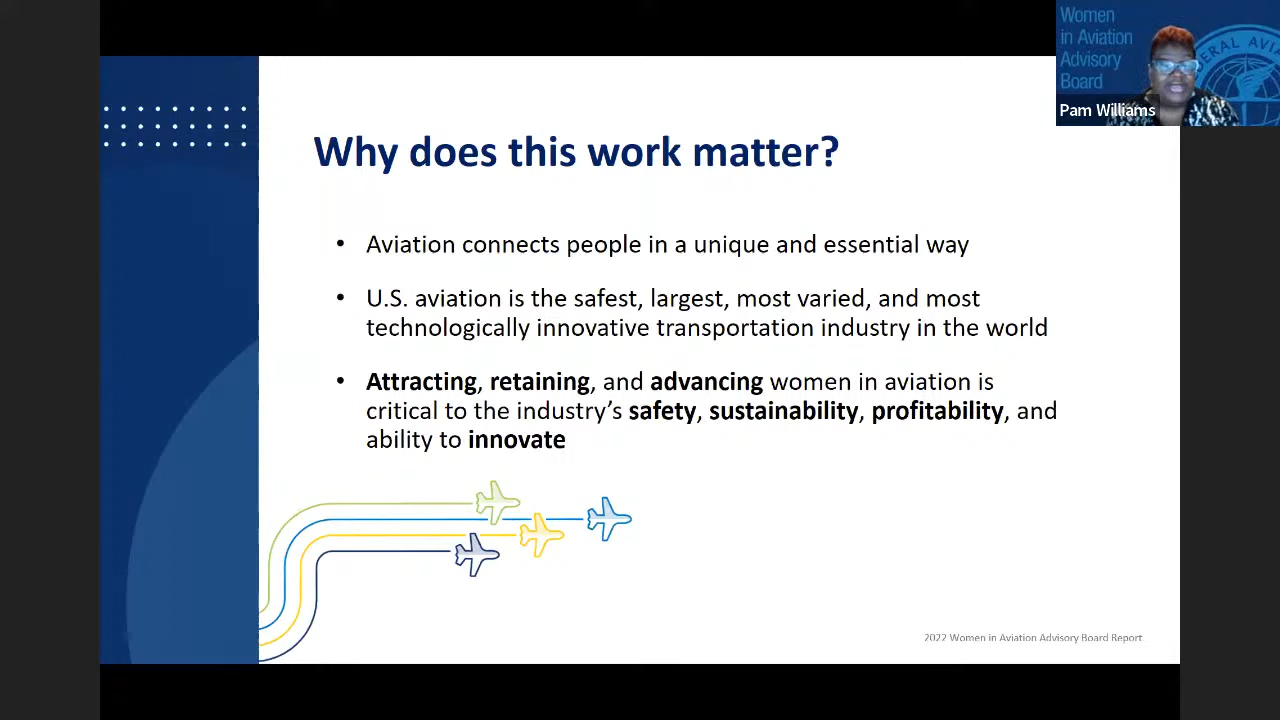 Women
in Aviation
Advisory
Board
Pam Williams
Why does this work matter?
• Aviation connects people in a unique and essential way
• U.S. aviation is the safest, largest, most varied, and most
technologically innovative transportation industry in the world
• Attracting, retaining, and advancing women in aviation is
critical to the industry’s safety, sustainability, profitability, and
ability to innovate
2022 Women in Aviation Advisory Board Report